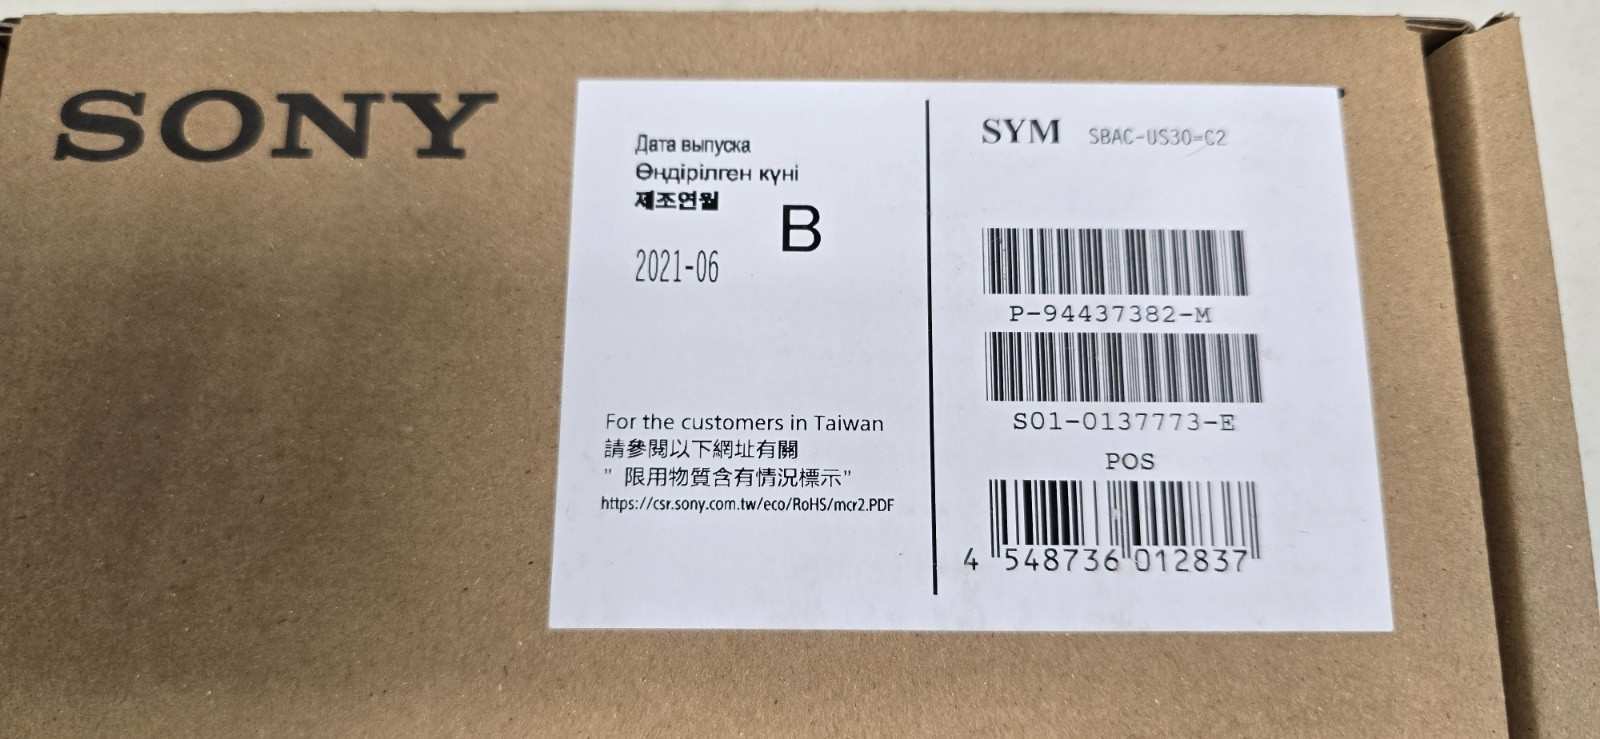 SONY
Дата выпуска
Өндірілген күні
제조연월
B
2021-06
For the customers in Taiwan
請參閱以下網址有關
” 限用物質含有情況標示”
https://csr.sony.com.tw/eco/RoHS/mcr2.PDF
SYM SBAC-US30=C2
P-94437382-M
S01-0137773-E
POS
4 548736 012837